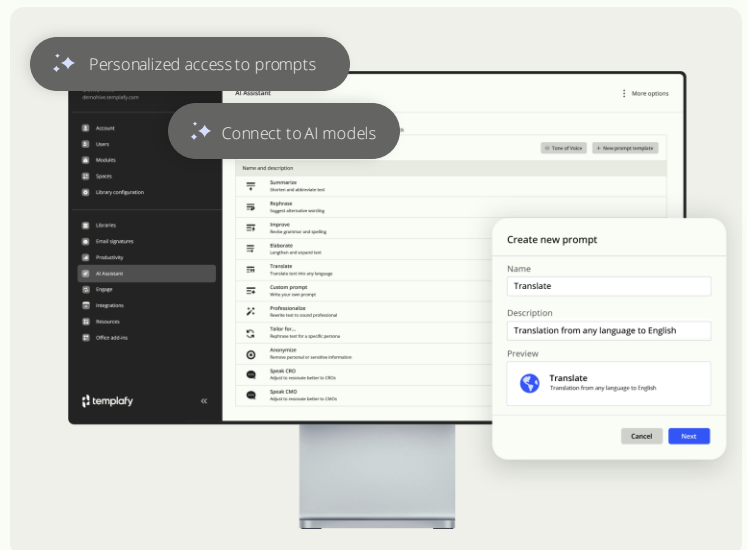 Personalized access to prompts
Connect to AI models
demohive.templafy.com
Account
Users
Modules
Spaces
Library configuration
Libraries
Email signatures
Productivity
AI Assistant
Engage
Integrations
Resources
Office add-ins
templafy
AI Assistant
More options
Tone of Voice
+ New prompt template
Name and description
Summarize
Shorten and abbreviate text
Rephrase
Suggest alternative wording
Improve
Revise grammar and spelling
Elaborate
Lengthen and expand text
Translate
Translate text into any language
Custom prompt
Write your own prompt
Professionalize
Rewrite text to sound professional
Tailor for...
Rephrase text for a specific persona
Anonymize
Remove personal or sensitive information
Speak CRO
Adjust to resonate better to CROs
Speak CMO
Adjust to resonate better to CMOs
Create new prompt
Name
Translate
Description
Translation from any language to English
Preview
Translate
Translation from any language to English
Cancel
Next